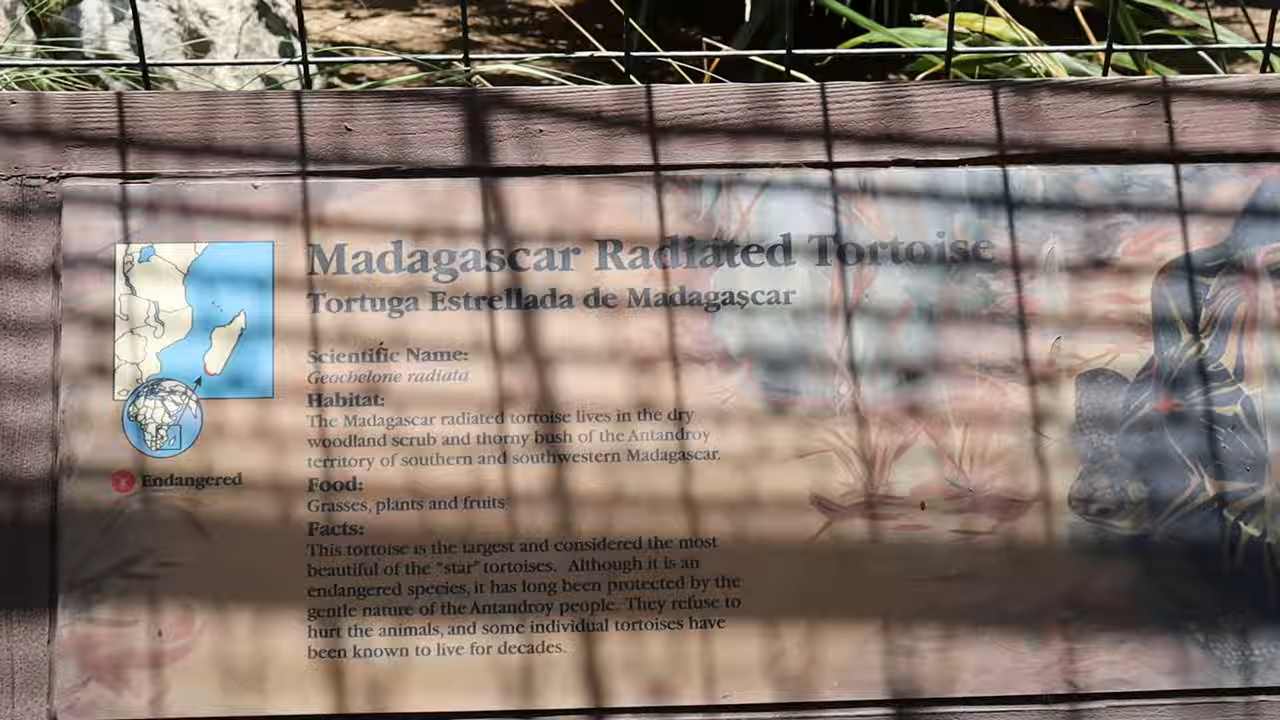 Madagascar Radiated Tortoise
Tortuga Estrellada de Madagascar
Scientific Name:
Geochelone radiata
Habitat:
The Madagascar radiated tortoise lives in the dry
woodland scrub and thorny bush of the Antandroy
territory of southern and southwestern Madagascar.
Endangered
Food:
Grasses, plants and fruits
Facts:
This tortoise is the largest and considered the most
beautiful of the "star" tortoises. Although it is an
endangered species, it has long been protected by the
gentle nature of the Antandroy people. They refuse to
hurt the animals, and some individual tortoises have
been known to live for decades.